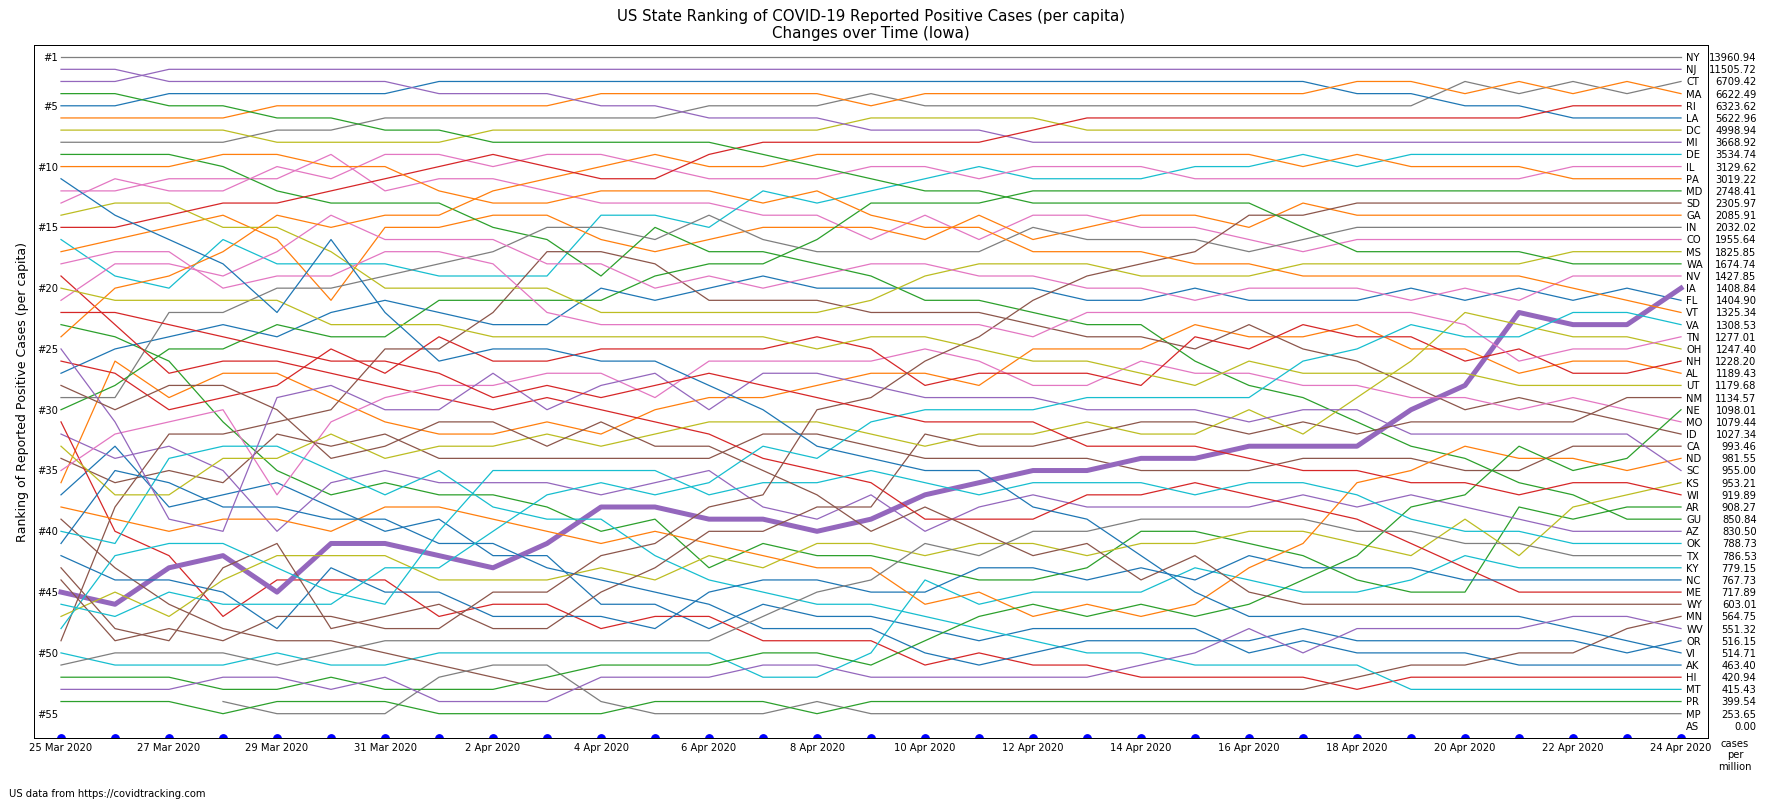 US State Ranking of COVID-19 Reported Positive Cases (per capita)
Changes over Time (Iowa)
Ranking of Reported Positive Cases (per capita)
#1
#5
#10
#15
#20
#25
#30
#35
#40
#45
#50
#55
NY 13960.94
NJ 11505.72
CT 6709.42
MA 6622.49
RI 6323.62
LA 5622.96
DC 4998.94
MI 3668.92
DE 3534.74
IL 3129.62
PA 3019.22
MD 2748.41
SD 2305.97
GA 2085.91
IN 2032.02
CO 1955.64
MS 1825.85
WA 1674.74
NV 1427.85
IA 1408.84
FL 1404.90
VT 1325.34
VA 1308.53
TN 1277.01
OH 1247.40
NH 1228.20
AL 1189.43
UT 1179.68
NM 1134.57
NE 1098.01
MO 1079.44
ID 1027.34
CA 993.46
ND 981.55
SC 955.00
KS 953.21
WI 919.89
AR 908.27
GU 850.84
AZ 830.50
OK 788.73
TX 786.53
KY 779.15
NC 767.73
ME 717.89
WY 603.01
MN 564.75
WV 551.32
OR 516.15
VI 514.71
AK 463.40
HI 420.94
MT 415.43
PR 399.54
MP 253.65
AS 0.00
25 Mar 2020 27 Mar 2020 29 Mar 2020 31 Mar 2020 2 Apr 2020 4 Apr 2020 6 Apr 2020 8 Apr 2020 10 Apr 2020 12 Apr 2020 14 Apr 2020 16 Apr 2020 18 Apr 2020 20 Apr 2020 22 Apr 2020 24 Apr 2020
cases
per
million
US data from https://covidtracking.com